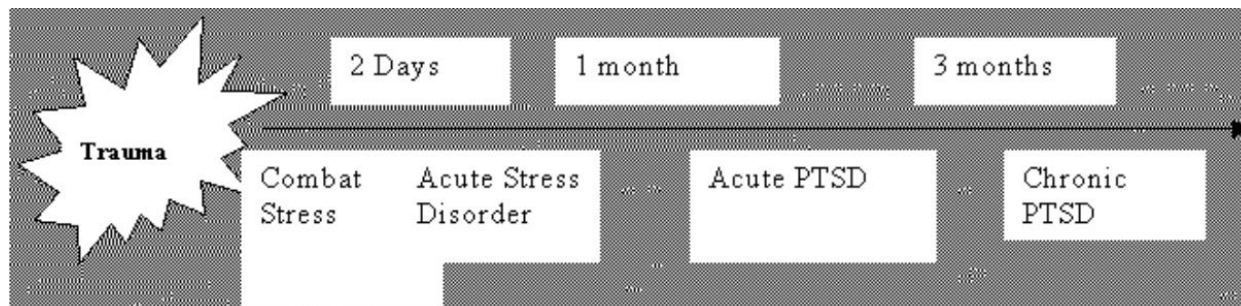 2 Days
1 month
3 months
Trauma
Combat
Stress
Acute Stress
Disorder
Acute PTSD
Chronic
PTSD